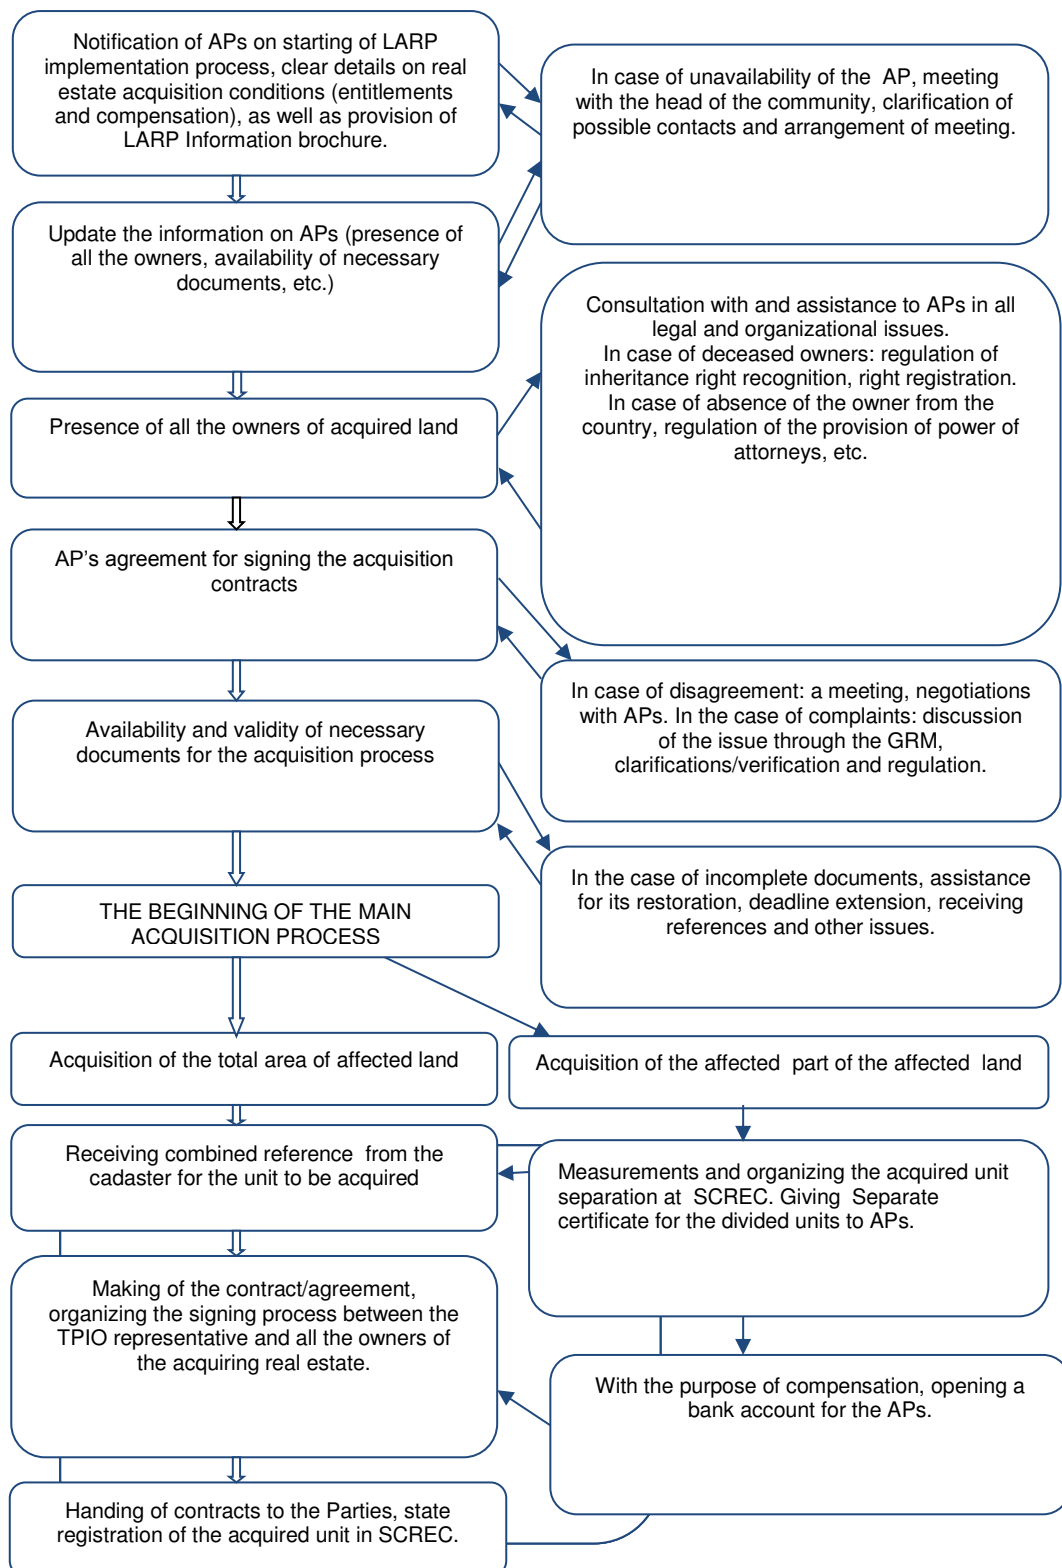 Notification of APs on starting of LARP
implementation process, clear details on real
estate acquisition conditions (entitlements
and compensation), as well as provision of
LARP Information brochure.
In case of unavailability of the AP, meeting
with the head of the community, clarification of
possible contacts and arrangement of meeting.
Update the information on APs (presence of
all the owners, availability of necessary
documents, etc.)
Consultation with and assistance to APs in all
legal and organizational issues.
In case of deceased owners: regulation of
inheritance right recognition, right registration.
In case of absence of the owner from the
country, regulation of the provision of power of
attorneys, etc.
Presence of all the owners of acquired land
AP's agreement for signing the acquisition
contracts
In case of disagreement: a meeting, negotiations
with APs. In the case of complaints: discussion
of the issue through the GRM,
clarifications/verification and regulation.
Availability and validity of necessary
documents for the acquisition process
In the case of incomplete documents, assistance
for its restoration, deadline extension, receiving
references and other issues.
THE BEGINNING OF THE MAIN
ACQUISITION PROCESS
Acquisition of the total area of affected land
Acquisition of the affected part of the affected land
Receiving combined reference from the
cadaster for the unit to be acquired
Measurements and organizing the acquired unit
separation at SCREC. Giving Separate
certificate for the divided units to APs.
Making of the contract/agreement,
organizing the signing process between the
TPIO representative and all the owners of
the acquiring real estate.
With the purpose of compensation, opening a
bank account for the APs.
Handing of contracts to the Parties, state
registration of the acquired unit in SCREC.